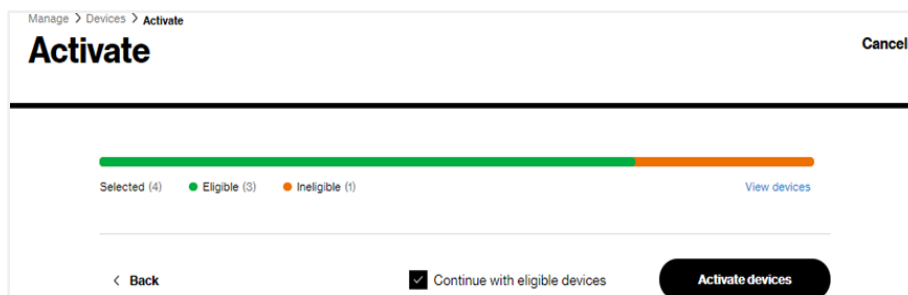 Manage > Devices > Activate
Activate
Cancel
Selected (4) Eligible (3) Ineligible (1) View devices
< Back Continue with eligible devices Activate devices